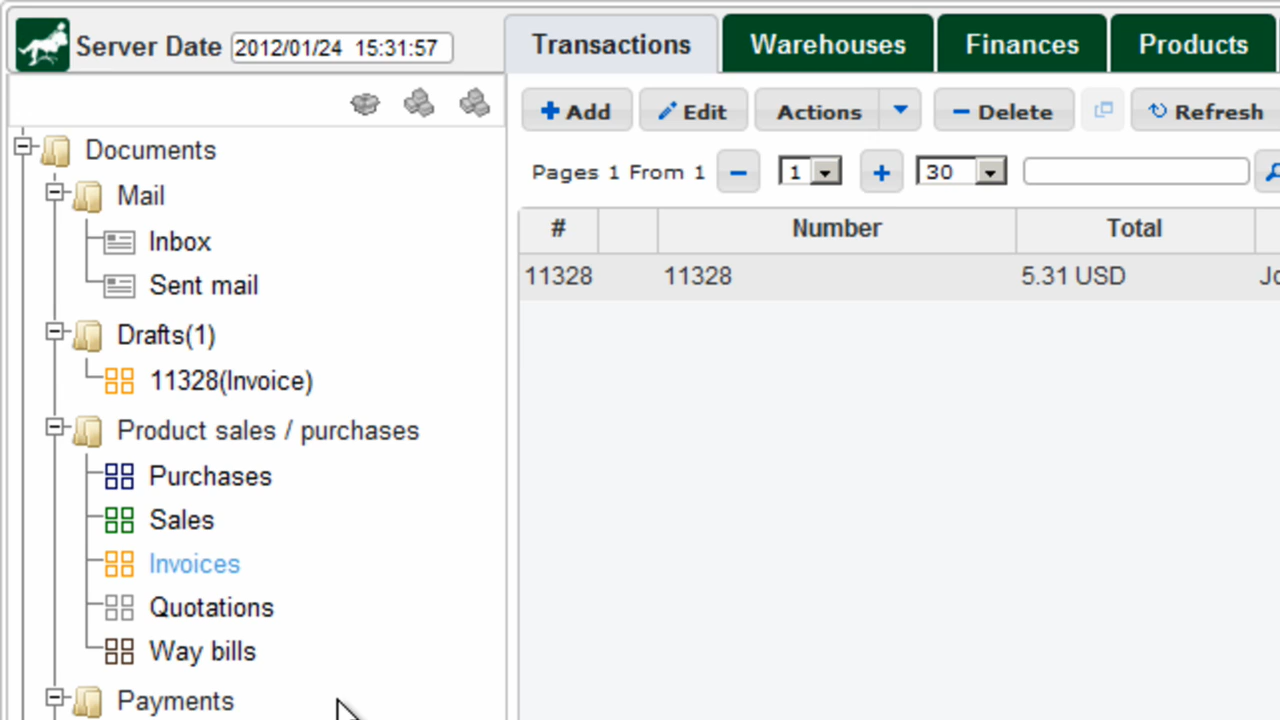 Server Date 2012/01/24 15:31:57
Transactions Warehouses Finances Products
Add Edit Actions Delete Refresh
Pages 1 From 1 1 30
# Number Total
11328 11328 5.31 USD Jo
Documents
Mail
Inbox
Sent mail
Drafts(1)
11328(Invoice)
Product sales / purchases
Purchases
Sales
Invoices
Quotations
Way bills
Payments